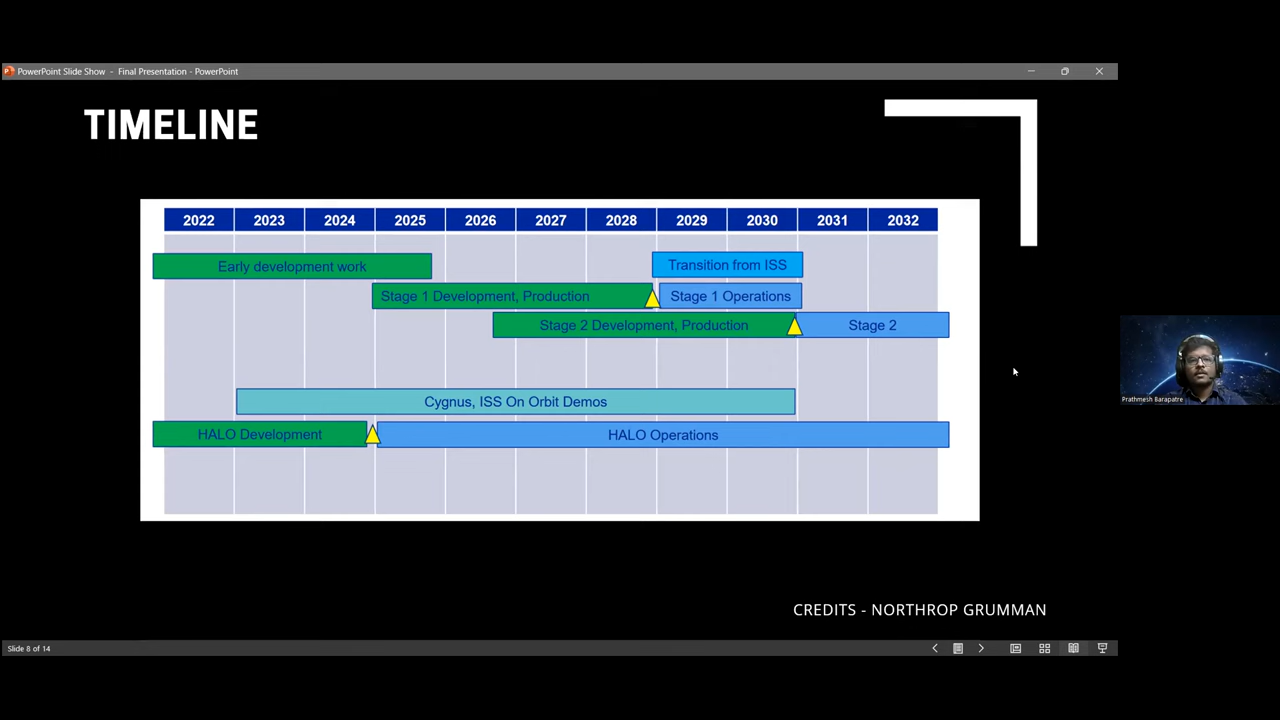 PowerPoint Slide Show - Final Presentation - PowerPoint
TIMELINE
2022 2023 2024 2025 2026 2027 2028 2029 2030 2031 2032
Early development work
Transition from ISS
Stage 1 Development, Production
Stage 1 Operations
Stage 2 Development, Production
Stage 2
Cygnus, ISS On Orbit Demos
HALO Development
HALO Operations
Prathmesh Barapatre
CREDITS - NORTHROP GRUMMAN
Slide 8 of 14